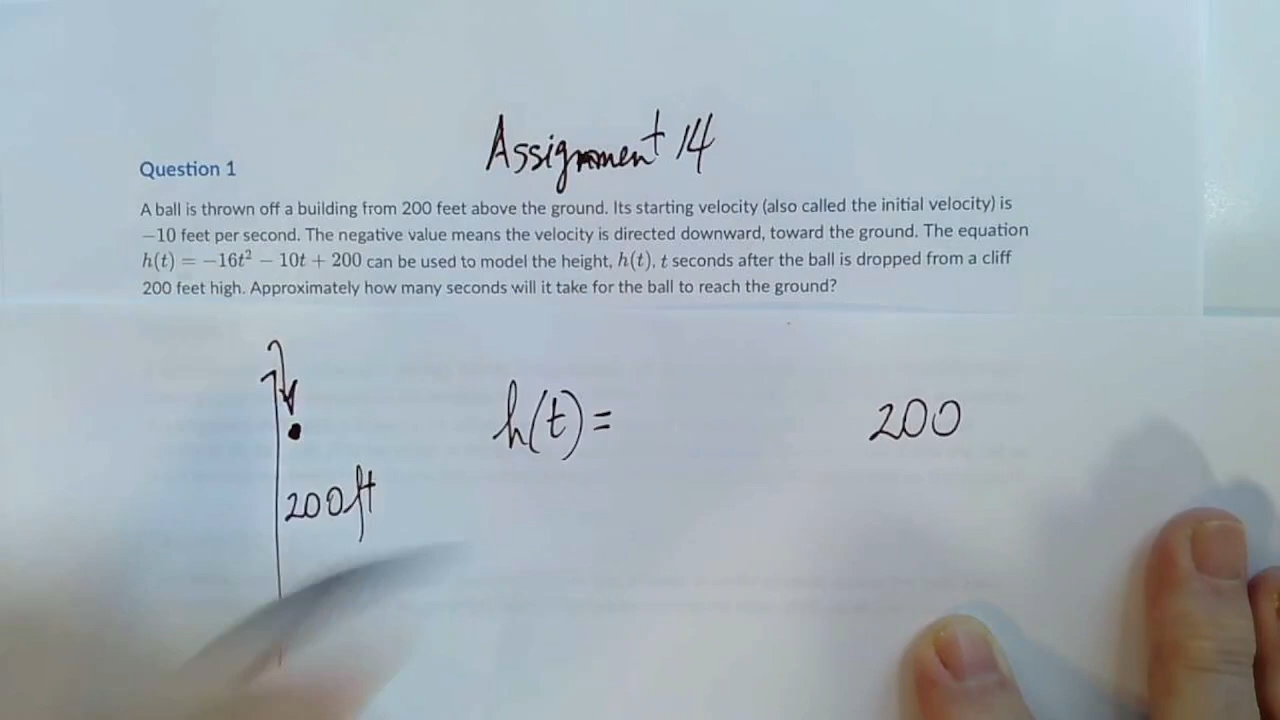 Assignment 14
Question 1
A ball is thrown off a building from 200 feet above the ground. Its starting velocity (also called the initial velocity) is
−10 feet per second. The negative value means the velocity is directed downward, toward the ground. The equation
h(t) = −16t² − 10t + 200 can be used to model the height, h(t), t seconds after the ball is dropped from a cliff
200 feet high. Approximately how many seconds will it take for the ball to reach the ground?
h(t) = 200
200ft